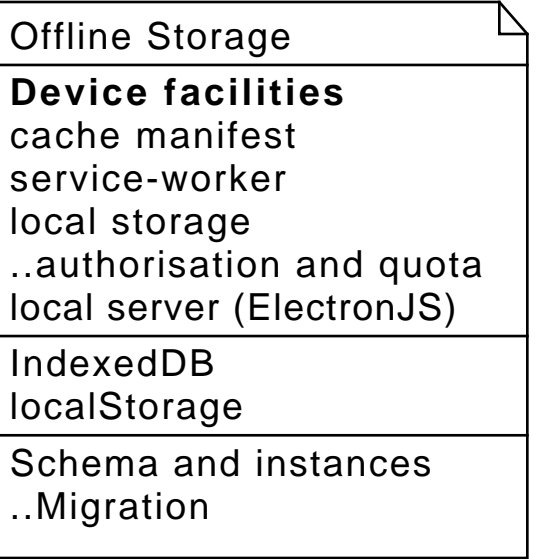 Offline Storage
Device facilities
cache manifest
service-worker
local storage
..authorisation and quota
local server (ElectronJS)
IndexedDB
localStorage
Schema and instances
..Migration